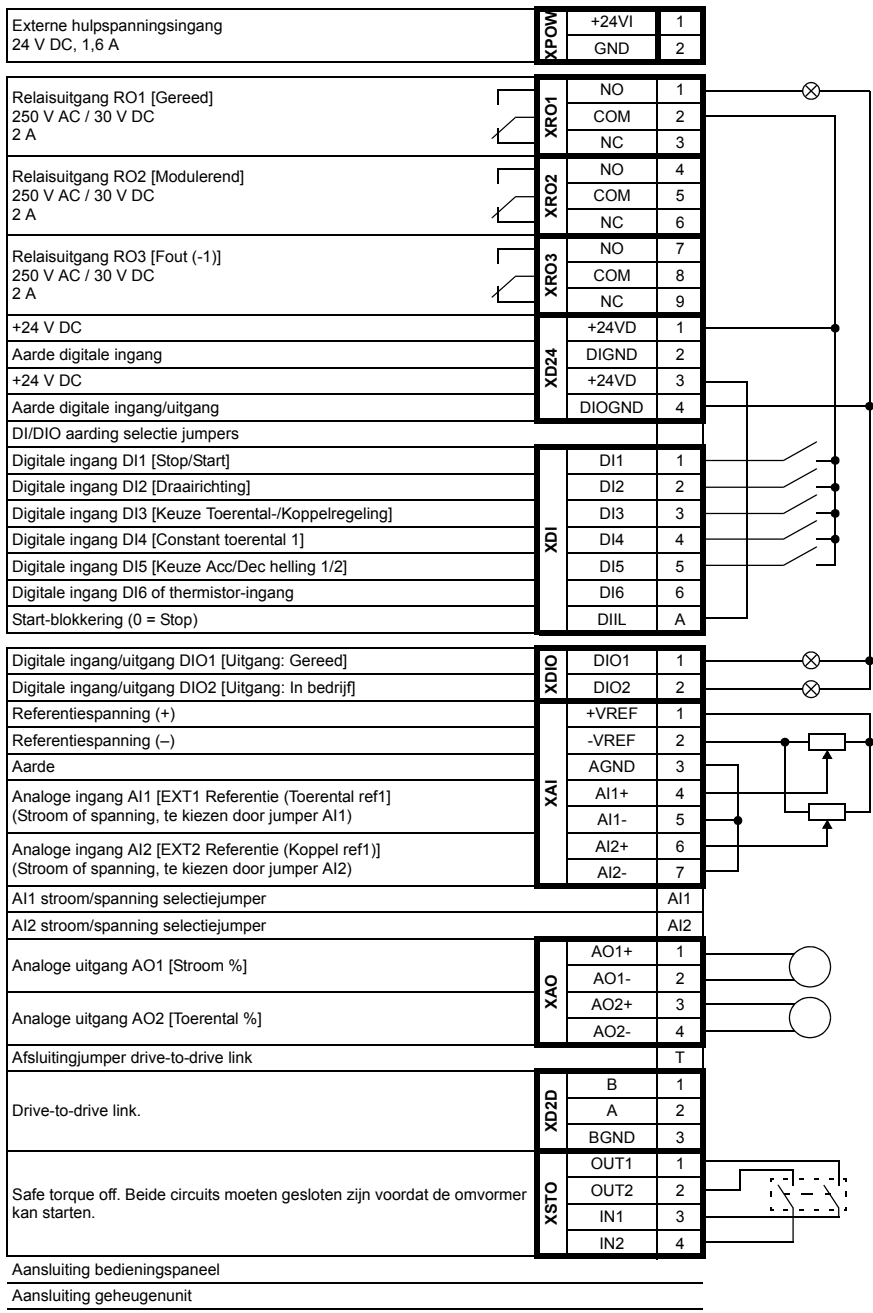 Externe hulpspanningsingang
24 V DC, 1,6 A
XPOW
+24VI 1
GND 2
Relaisuitgang RO1 [Gereed]
250 V AC / 30 V DC
2 A
XRO1
NO 1
COM 2
NC 3
Relaisuitgang RO2 [Modulerend]
250 V AC / 30 V DC
2 A
XRO2
NO 4
COM 5
NC 6
Relaisuitgang RO3 [Fout (-1)]
250 V AC / 30 V DC
2 A
XRO3
NO 7
COM 8
NC 9
XD24
+24 V DC +24VD 1
Aarde digitale ingang DIGND 2
+24 V DC +24VD 3
Aarde digitale ingang/uitgang DIOGND 4
DI/DIO aarding selectie jumpers
XDI
Digitale ingang DI1 [Stop/Start] DI1 1
Digitale ingang DI2 [Draairichting] DI2 2
Digitale ingang DI3 [Keuze Toerental-/Koppelregeling] DI3 3
Digitale ingang DI4 [Constant toerental 1] DI4 4
Digitale ingang DI5 [Keuze Acc/Dec helling 1/2] DI5 5
Digitale ingang DI6 of thermistor-ingang DI6 6
Start-blokkering (0 = Stop) DIIL A
XDIO
Digitale ingang/uitgang DIO1 [Uitgang: Gereed] DIO1 1
Digitale ingang/uitgang DIO2 [Uitgang: In bedrijf] DIO2 2
XAI
Referentiespanning (+) +VREF 1
Referentiespanning (–) -VREF 2
Aarde AGND 3
Analoge ingang AI1 [EXT1 Referentie (Toerental ref1]
(Stroom of spanning, te kiezen door jumper AI1)
AI1+ 4
AI1- 5
Analoge ingang AI2 [EXT2 Referentie (Koppel ref1)]
(Stroom of spanning, te kiezen door jumper AI2)
AI2+ 6
AI2- 7
AI1 stroom/spanning selectiejumper AI1
AI2 stroom/spanning selectiejumper AI2
Analoge uitgang AO1 [Stroom %]
XAO
AO1+ 1
AO1- 2
Analoge uitgang AO2 [Toerental %]
AO2+ 3
AO2- 4
Afsluitingjumper drive-to-drive link T
Drive-to-drive link.
XD2D
B 1
A 2
BGND 3
Safe torque off. Beide circuits moeten gesloten zijn voordat de omvormer
kan starten.
XSTO
OUT1 1
OUT2 2
IN1 3
IN2 4
Aansluiting bedieningspaneel
Aansluiting geheugenunit